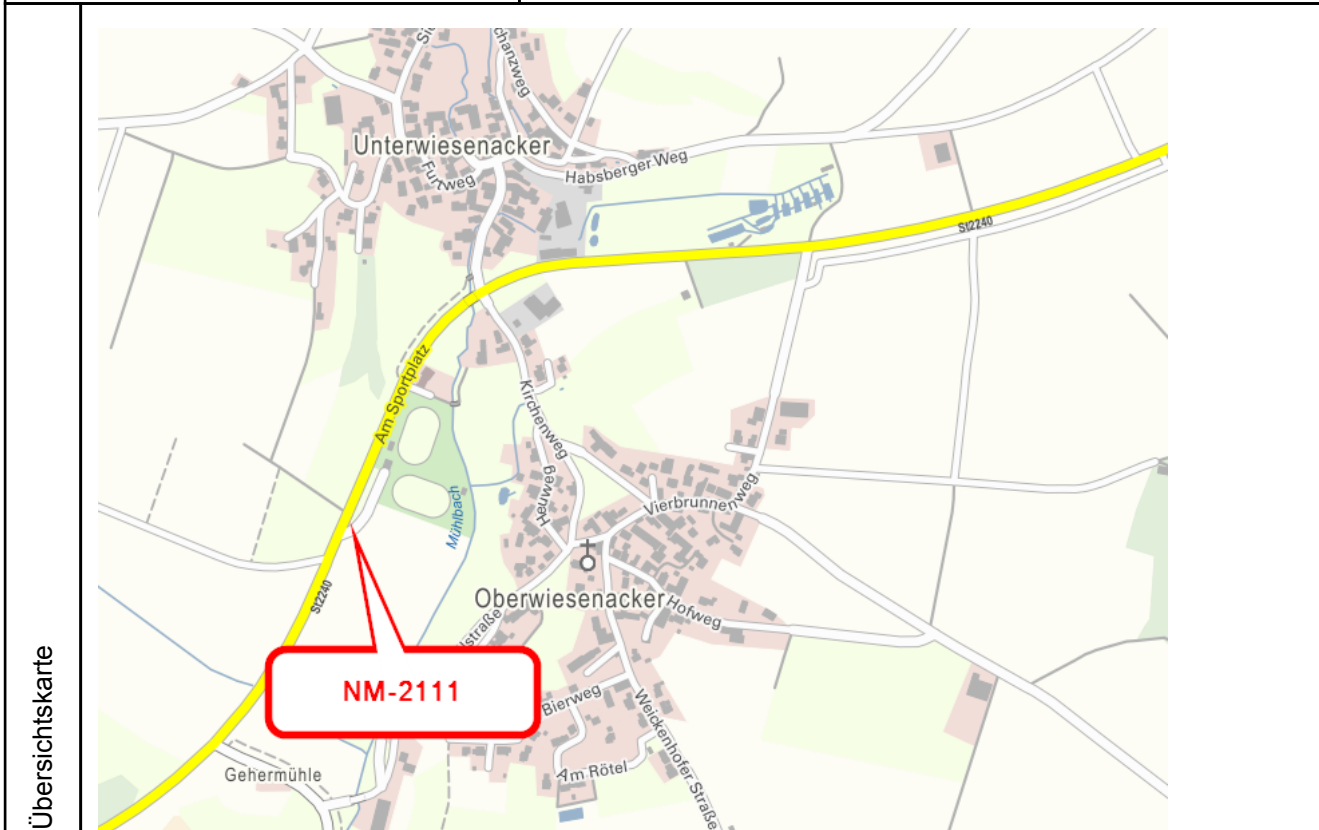 Übersichtskarte
Unterwiesenacker
Furtweg
Habsberger Weg
St2240
Am Sportplatz
Kirchenweg
Heuweg
Mühlbach
Vierbrunnenweg
St2240
Oberwiesenacker
Hofweg
NM-2111
Bierweg
Weickenhofer Straße
Am Rötel
Gehermühle